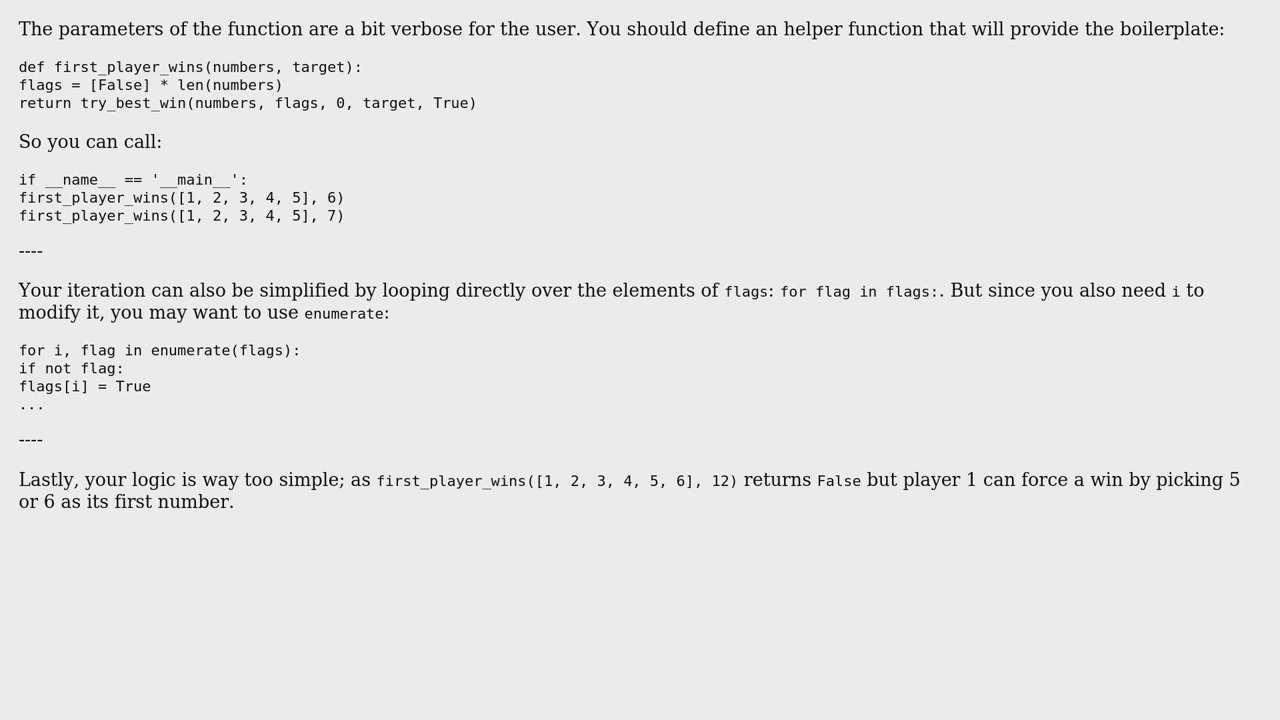 The parameters of the function are a bit verbose for the user. You should define an helper function that will provide the boilerplate:
def first_player_wins(numbers, target):
flags = [False] * len(numbers)
return try_best_win(numbers, flags, 0, target, True)
So you can call:
if __name__ == '__main__':
first_player_wins([1, 2, 3, 4, 5], 6)
first_player_wins([1, 2, 3, 4, 5], 7)
----
Your iteration can also be simplified by looping directly over the elements of flags: for flag in flags:. But since you also need i to
modify it, you may want to use enumerate:
for i, flag in enumerate(flags):
if not flag:
flags[i] = True
...
----
Lastly, your logic is way too simple; as first_player_wins([1, 2, 3, 4, 5, 6], 12) returns False but player 1 can force a win by picking 5
or 6 as its first number.